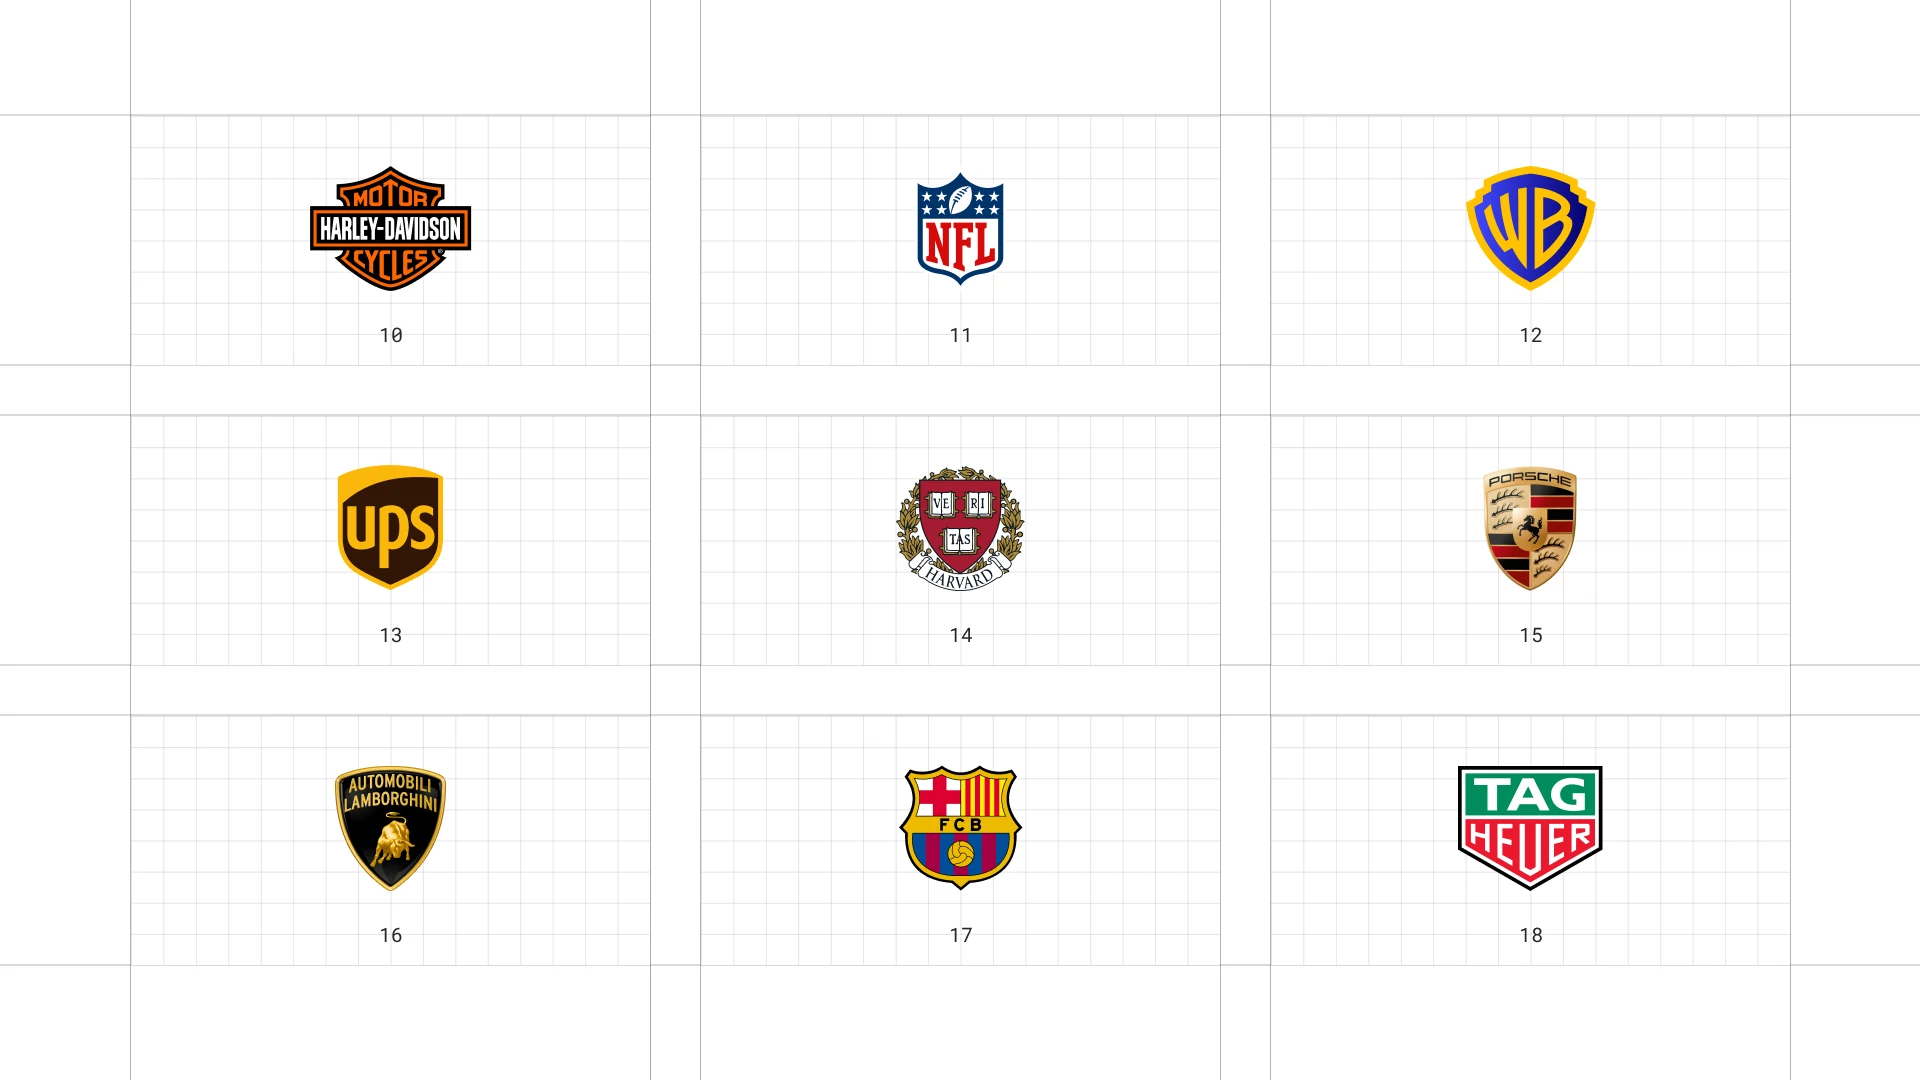 MOTOR
HARLEY-DAVIDSON
CYCLES
10
NFL
11
WB
12
ups
13
VE RI
TAS
HARVARD
14
PORSCHE
15
AUTOMOBILI
LAMBORGHINI
16
FCB
17
TAG
HEUER
18